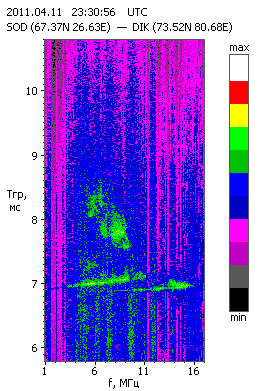 2011.04.11 23:30:56 UTC
SOD (67.37N 26.63E) — DIK (73.52N 80.68E)
max
10
9
Тгр,
мс
8
7
6
min
1 6 11 16
f, МГц